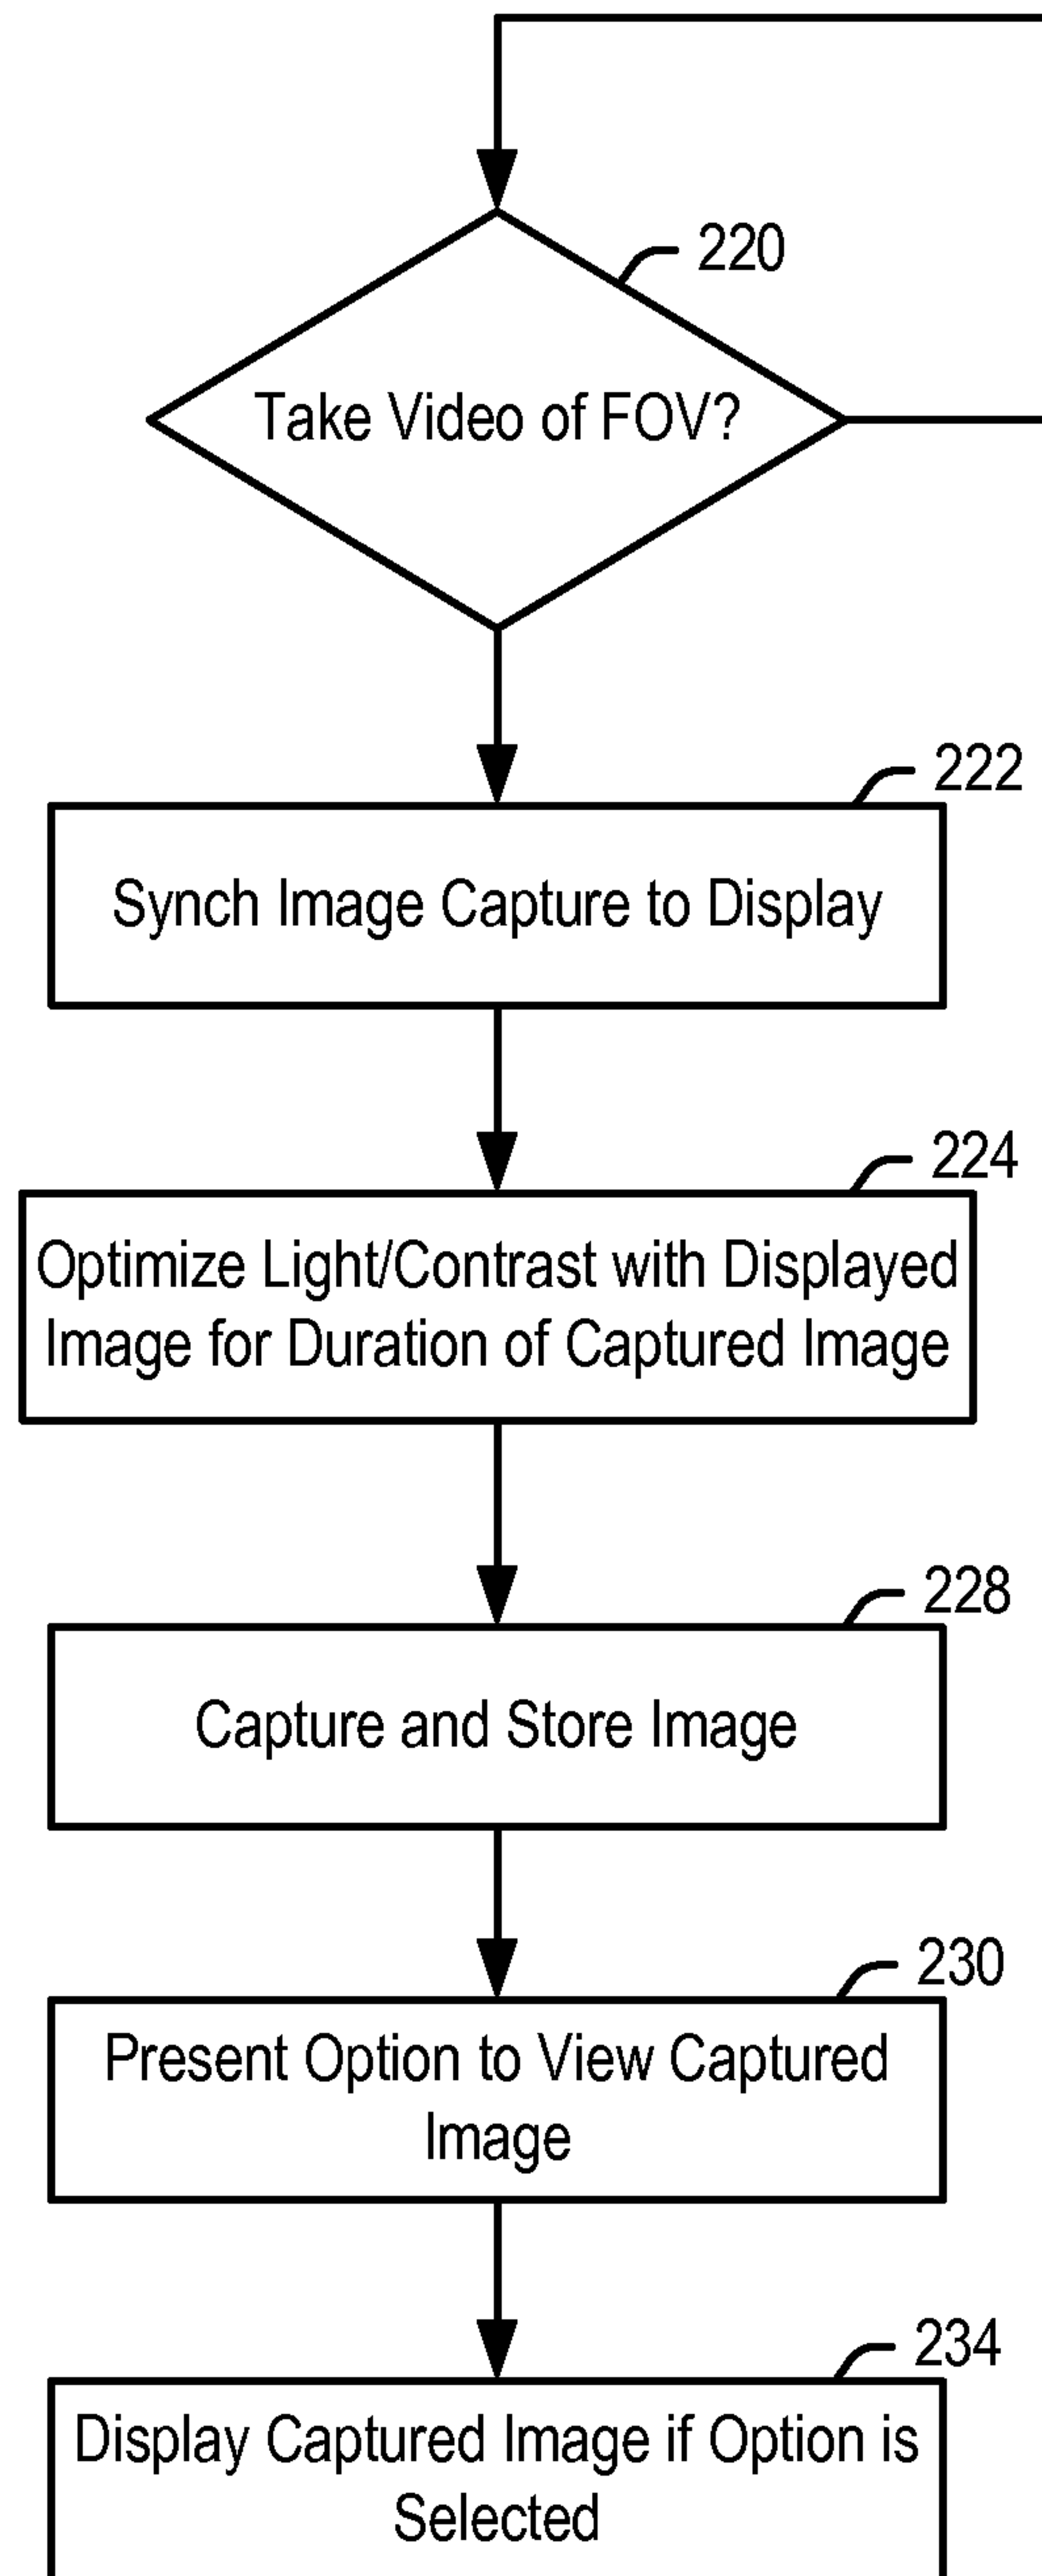 220
Take Video of FOV?
222
Synch Image Capture to Display
224
Optimize Light/Contrast with Displayed
Image for Duration of Captured Image
228
Capture and Store Image
230
Present Option to View Captured
Image
234
Display Captured Image if Option is
Selected